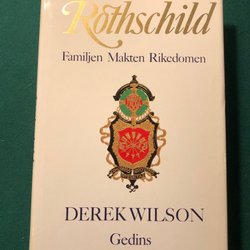 Rothschild
Familjen Makten Rikedomen
DEREK WILSON
Gedins